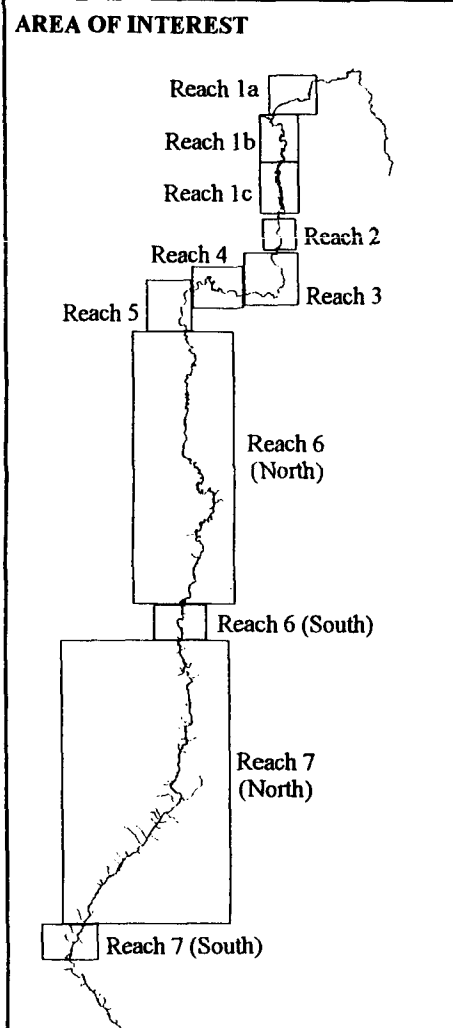 AREA OF INTEREST
Reach 1a
Reach 1b
Reach 1c
Reach 2
Reach 4
Reach 3
Reach 5
Reach 6
(North)
Reach 6 (South)
Reach 7
(North)
Reach 7 (South)